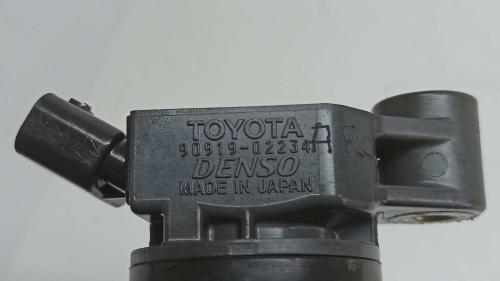 TOYOTA
90919-02234 A
DENSO
MADE IN JAPAN